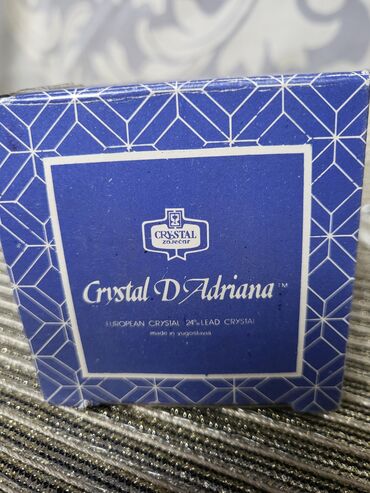 CRYSTAL
zaječar
Crystal D'Adriana™
EUROPEAN CRYSTAL 24% LEAD CRYSTAL
made in yugoslavia